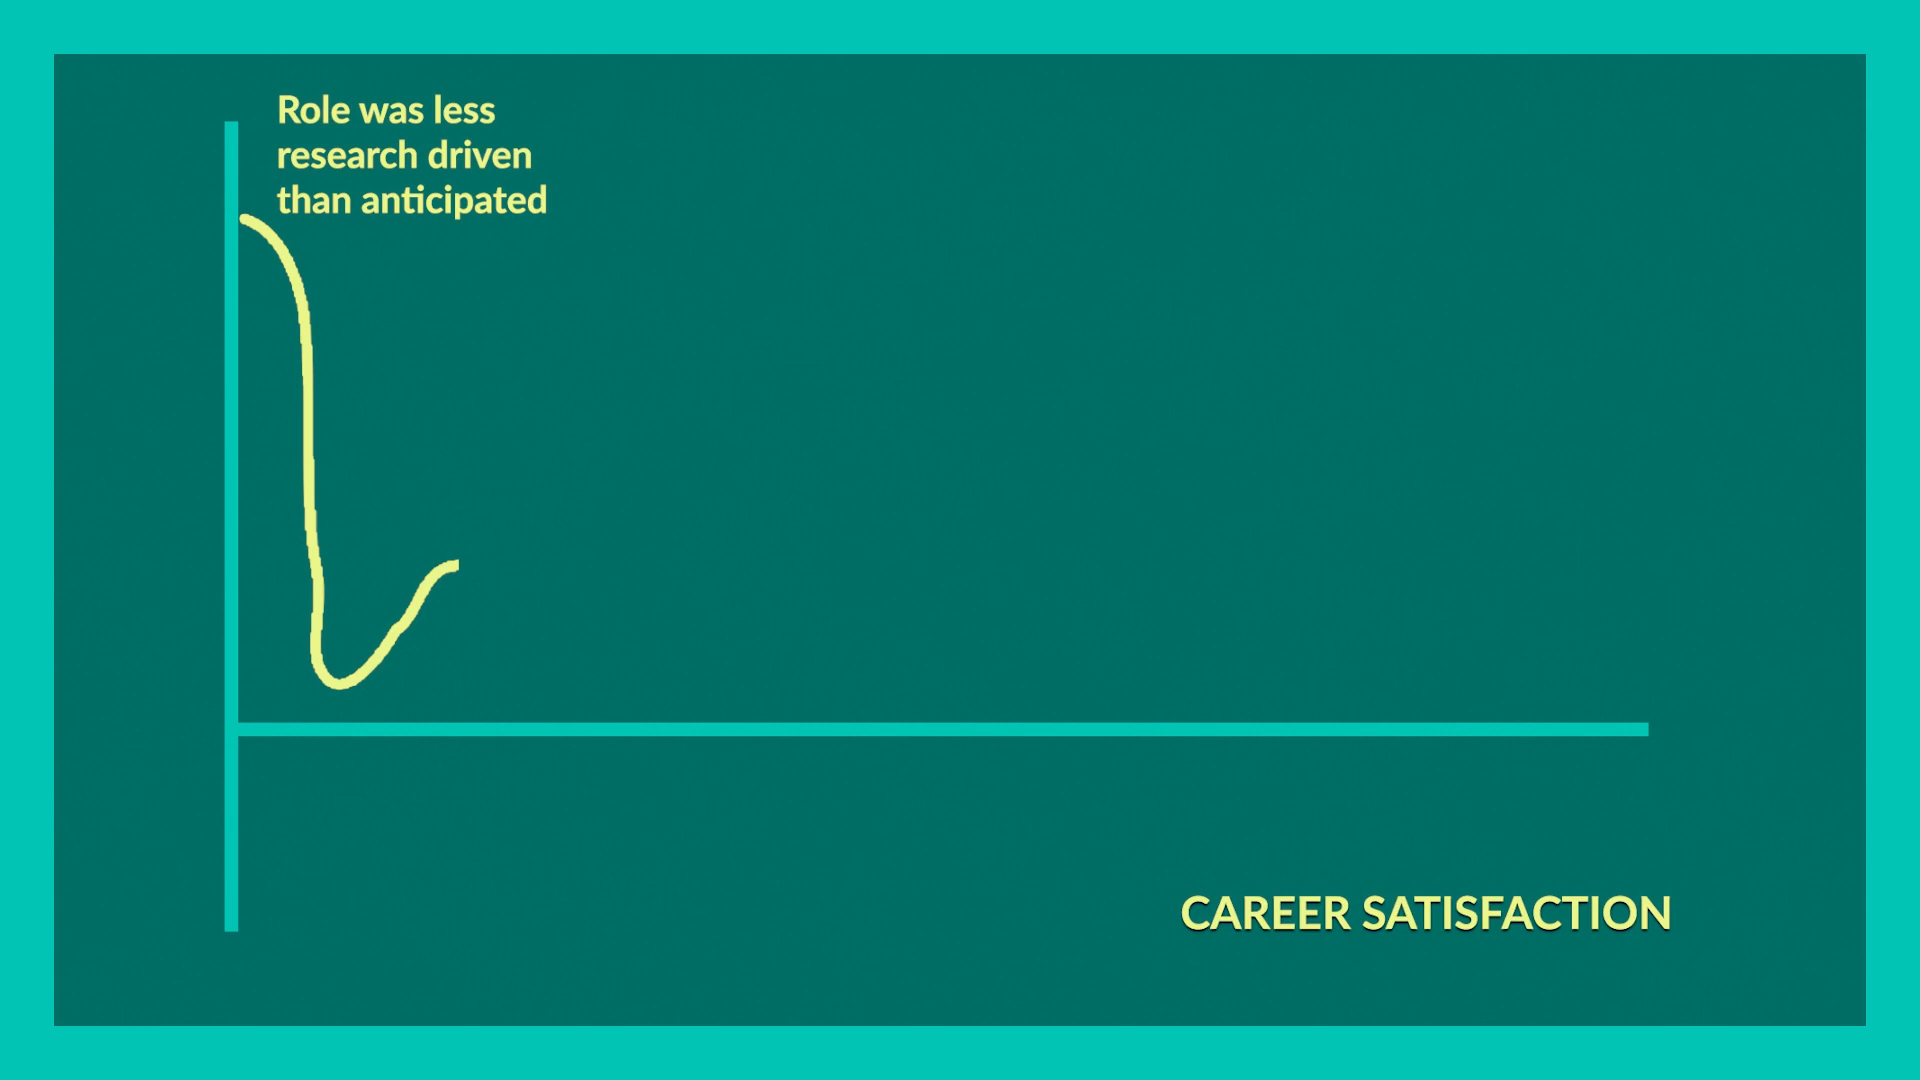 Role was less
research driven
than anticipated
CAREER SATISFACTION